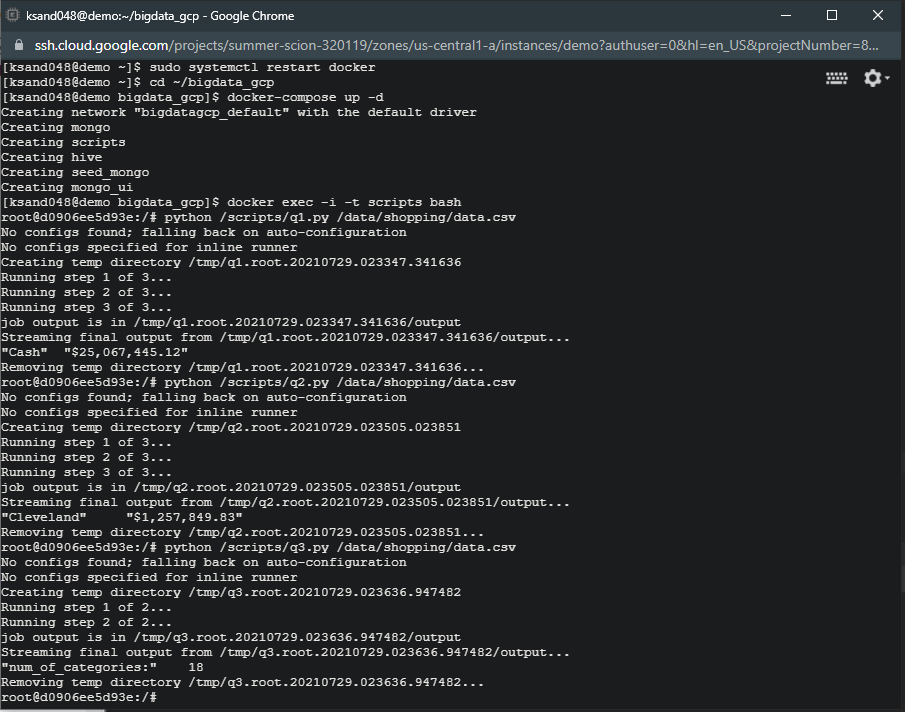 ksand048@demo:~/bigdata_gcp - Google Chrome
ssh.cloud.google.com/projects/summer-scion-320119/zones/us-central1-a/instances/demo?authuser=0&hl=en_US&projectNumber=8...
[ksand048@demo ~]$ sudo systemctl restart docker
[ksand048@demo ~]$ cd ~/bigdata_gcp
[ksand048@demo bigdata_gcp]$ docker-compose up -d
Creating network "bigdatagcp_default" with the default driver
Creating mongo
Creating scripts
Creating hive
Creating seed_mongo
Creating mongo_ui
[ksand048@demo bigdata_gcp]$ docker exec -i -t scripts bash
root@d0906ee5d93e:/# python /scripts/q1.py /data/shopping/data.csv
No configs found; falling back on auto-configuration
No configs specified for inline runner
Creating temp directory /tmp/q1.root.20210729.023347.341636
Running step 1 of 3...
Running step 2 of 3...
Running step 3 of 3...
job output is in /tmp/q1.root.20210729.023347.341636/output
Streaming final output from /tmp/q1.root.20210729.023347.341636/output...
"Cash"  "$25,067,445.12"
Removing temp directory /tmp/q1.root.20210729.023347.341636...
root@d0906ee5d93e:/# python /scripts/q2.py /data/shopping/data.csv
No configs found; falling back on auto-configuration
No configs specified for inline runner
Creating temp directory /tmp/q2.root.20210729.023505.023851
Running step 1 of 3...
Running step 2 of 3...
Running step 3 of 3...
job output is in /tmp/q2.root.20210729.023505.023851/output
Streaming final output from /tmp/q2.root.20210729.023505.023851/output...
"Cleveland"     "$1,257,849.83"
Removing temp directory /tmp/q2.root.20210729.023505.023851...
root@d0906ee5d93e:/# python /scripts/q3.py /data/shopping/data.csv
No configs found; falling back on auto-configuration
No configs specified for inline runner
Creating temp directory /tmp/q3.root.20210729.023636.947482
Running step 1 of 2...
Running step 2 of 2...
job output is in /tmp/q3.root.20210729.023636.947482/output
Streaming final output from /tmp/q3.root.20210729.023636.947482/output...
"num_of_categories:"    18
Removing temp directory /tmp/q3.root.20210729.023636.947482...
root@d0906ee5d93e:/#